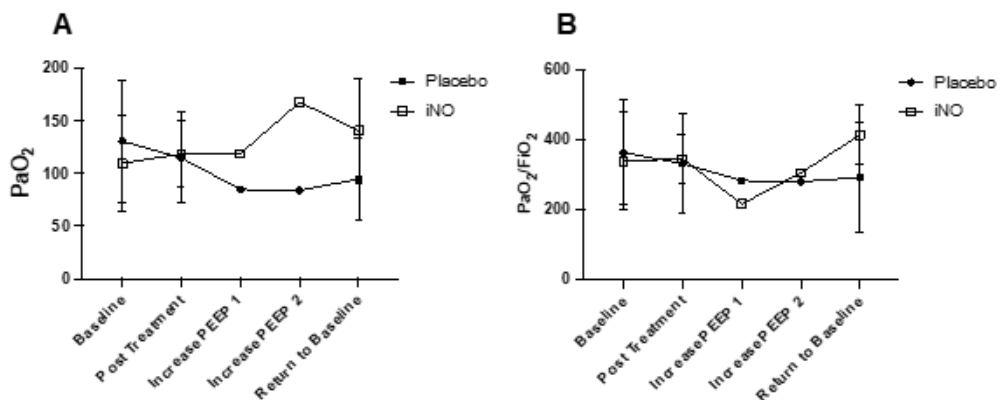 A
200
150
100
50
0
PaO2
Baseline
Post Treatment
Increase PEEP 1
Increase PEEP 2
Return to Baseline
Placebo
iNO
B
600
400
200
0
PaO2/FiO2
Baseline
Post Treatment
Increase PEEP 1
Increase PEEP 2
Return to Baseline
Placebo
iNO